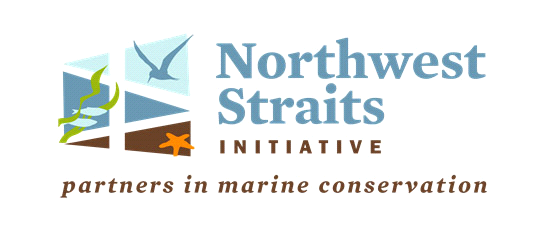 Northwest
Straits
INITIATIVE
partners in marine conservation